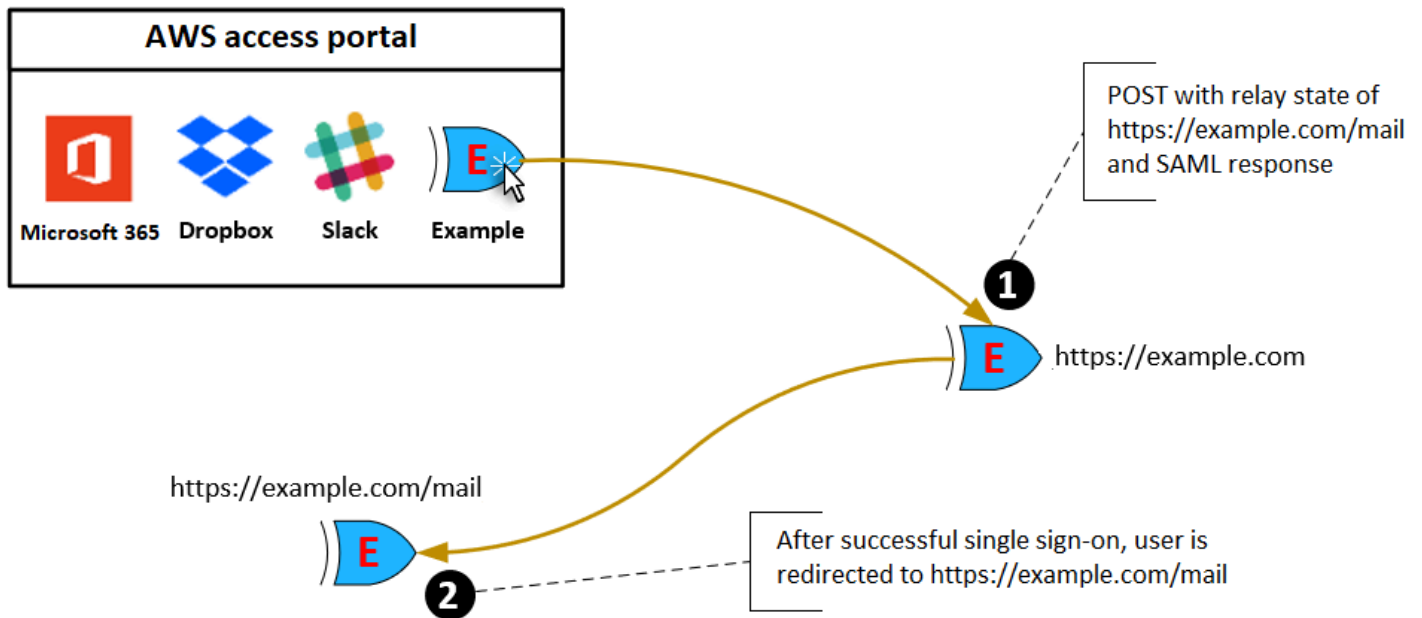 AWS access portal
E
Microsoft 365
Dropbox
Slack
Example
POST with relay state of
https://example.com/mail
and SAML response
1
E
https://example.com
https://example.com/mail
E
2
After successful single sign-on, user is
redirected to https://example.com/mail